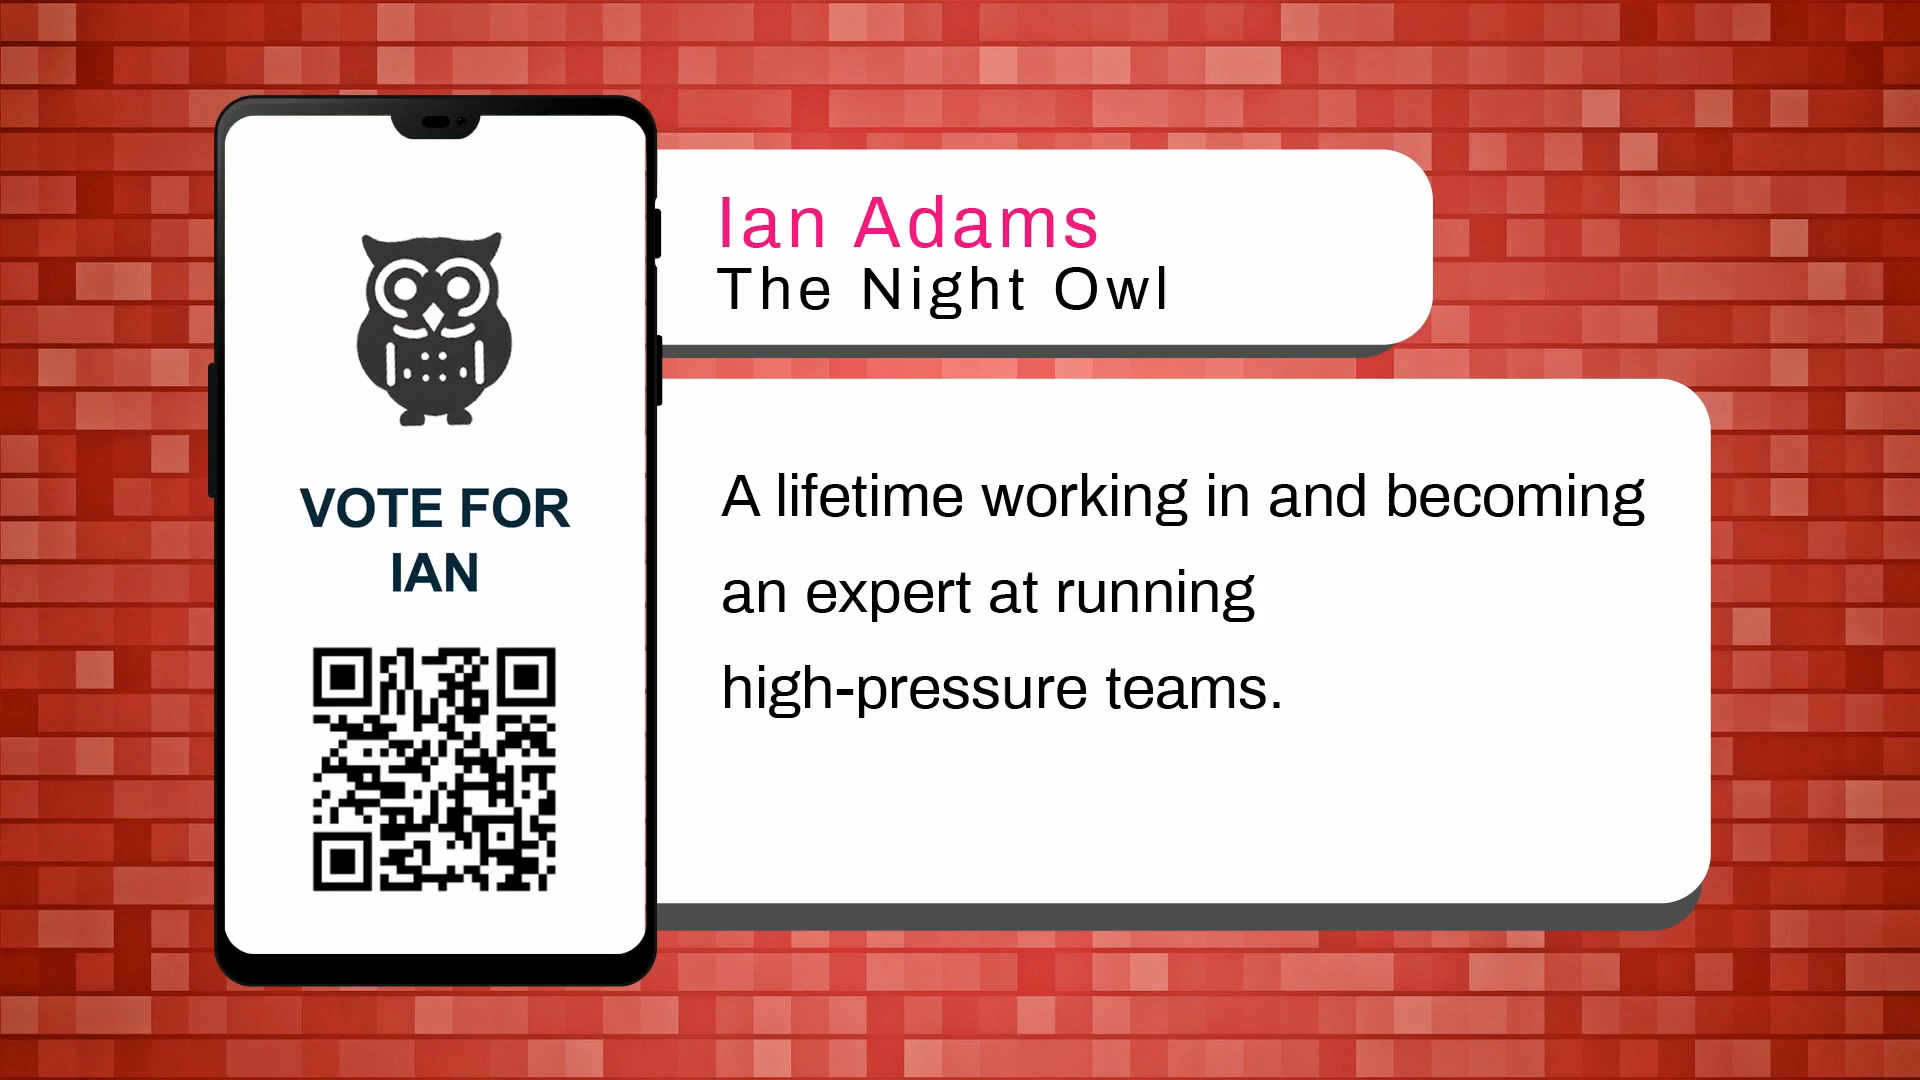 Ian Adams
The Night Owl
VOTE FOR
IAN
A lifetime working in and becoming
an expert at running
high-pressure teams.